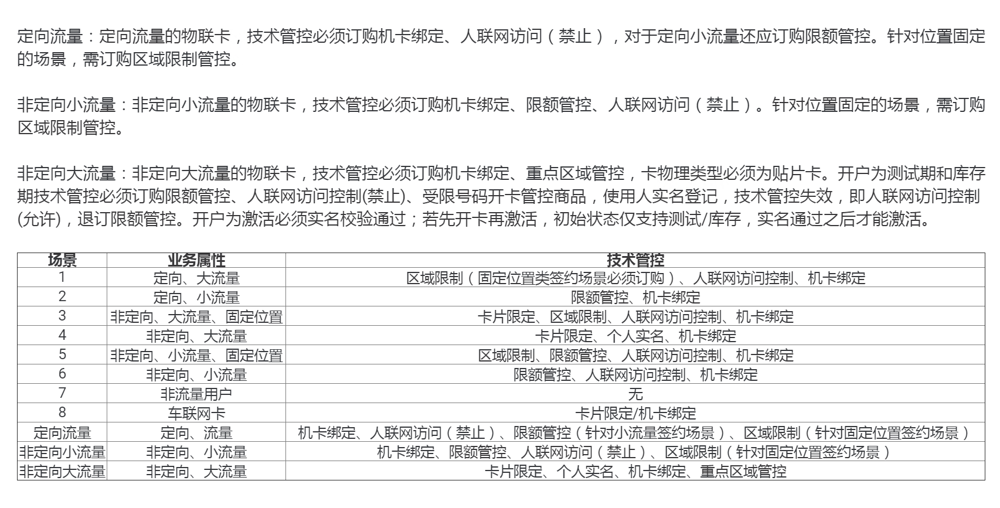 定向流量：定向流量的物联卡，技术管控必须订购机卡绑定、人联网访问（禁止），对于定向小流量还应订购限额管控。针对位置固定
的场景，需订购区域限制管控。
非定向小流量：非定向小流量的物联卡，技术管控必须订购机卡绑定、限额管控、人联网访问（禁止）。针对位置固定的场景，需订购
区域限制管控。
非定向大流量：非定向大流量的物联卡，技术管控必须订购机卡绑定、重点区域管控，卡物理类型必须为贴片卡。开户为测试期和库存
期技术管控必须订购限额管控、人联网访问控制(禁止)、受限号码开卡管控商品，使用人实名登记，技术管控失效，即人联网访问控制
(允许)，退订限额管控。开户为激活必须实名校验通过；若先开卡再激活，初始状态仅支持测试/库存，实名通过之后才能激活。
场景 业务属性 技术管控
1 定向、大流量 区域限制（固定位置类签约场景必须订购）、人联网访问控制、机卡绑定
2 定向、小流量 限额管控、机卡绑定
3 非定向、大流量、固定位置 卡片限定、区域限制、人联网访问控制、机卡绑定
4 非定向、大流量 卡片限定、个人实名、机卡绑定
5 非定向、小流量、固定位置 区域限制、限额管控、人联网访问控制、机卡绑定
6 非定向、小流量 限额管控、人联网访问控制、机卡绑定
7 非流量用户 无
8 车联网卡 卡片限定/机卡绑定
定向流量 定向、流量 机卡绑定、人联网访问（禁止）、限额管控（针对小流量签约场景）、区域限制（针对固定位置签约场景）
非定向小流量 非定向、小流量 机卡绑定、限额管控、人联网访问（禁止）、区域限制（针对固定位置签约场景）
非定向大流量 非定向、大流量 卡片限定、个人实名、机卡绑定、重点区域管控